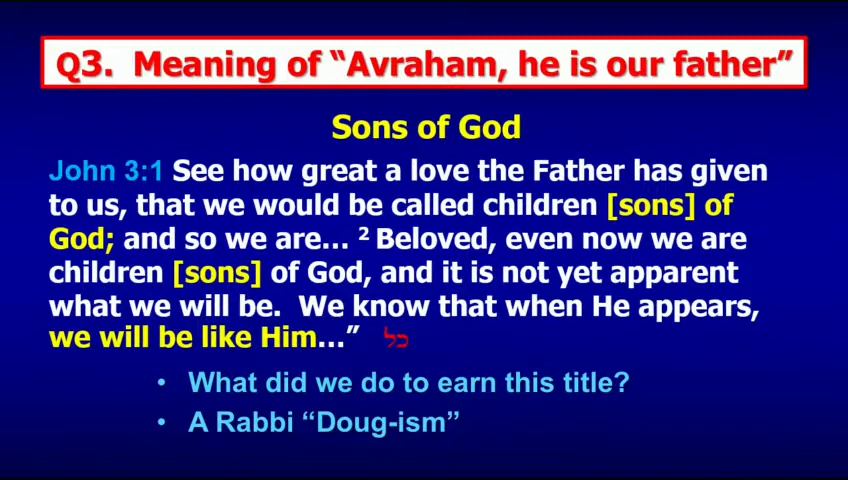 Q3. Meaning of “Avraham, he is our father”
Sons of God
John 3:1 See how great a love the Father has given
to us, that we would be called children [sons] of
God; and so we are… ² Beloved, even now we are
children [sons] of God, and it is not yet apparent
what we will be. We know that when He appears,
we will be like Him…” כל
• What did we do to earn this title?
• A Rabbi “Doug-ism”